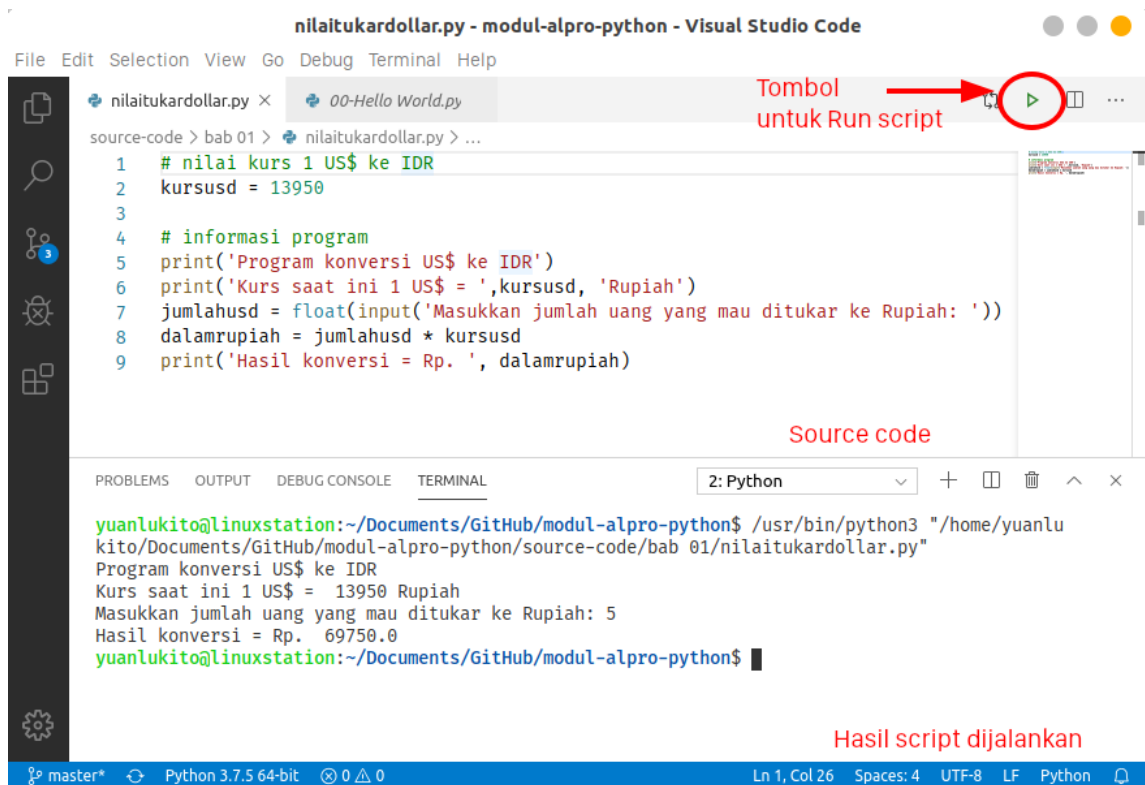 nilaitukardollar.py - modul-alpro-python - Visual Studio Code
File Edit Selection View Go Debug Terminal Help
nilaitukardollar.py × 00-Hello World.py
Tombol
untuk Run script
source-code > bab 01 > nilaitukardollar.py > ...
1 # nilai kurs 1 US$ ke IDR
2 kursusd = 13950
3
4 # informasi program
5 print('Program konversi US$ ke IDR')
6 print('Kurs saat ini 1 US$ = ',kursusd, 'Rupiah')
7 jumlahusd = float(input('Masukkan jumlah uang yang mau ditukar ke Rupiah: '))
8 dalamrupiah = jumlahusd * kursusd
9 print('Hasil konversi = Rp. ', dalamrupiah)
3
Source code
PROBLEMS OUTPUT DEBUG CONSOLE TERMINAL 2: Python
yuanlukito@linuxstation:~/Documents/GitHub/modul-alpro-python$ /usr/bin/python3 "/home/yuanlu
kito/Documents/GitHub/modul-alpro-python/source-code/bab 01/nilaitukardollar.py"
Program konversi US$ ke IDR
Kurs saat ini 1 US$ =  13950 Rupiah
Masukkan jumlah uang yang mau ditukar ke Rupiah: 5
Hasil konversi = Rp.  69750.0
yuanlukito@linuxstation:~/Documents/GitHub/modul-alpro-python$
Hasil script dijalankan
master* Python 3.7.5 64-bit 0 0 Ln 1, Col 26 Spaces: 4 UTF-8 LF Python